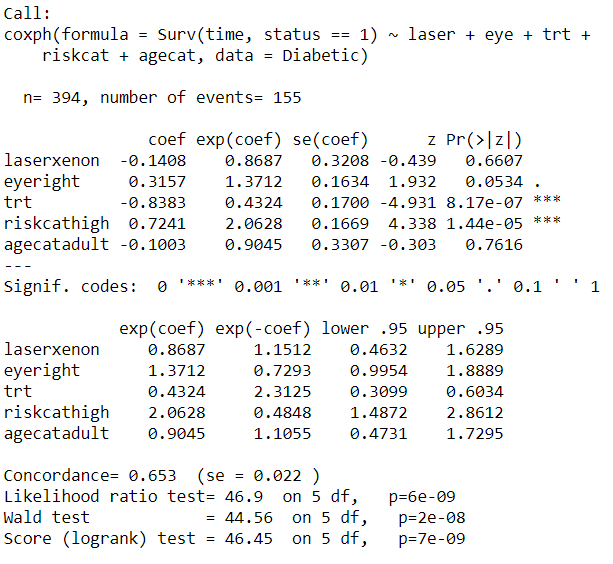 Call:
coxph(formula = Surv(time, status == 1) ~ laser + eye + trt +
    riskcat + agecat, data = Diabetic)

  n= 394, number of events= 155

               coef exp(coef) se(coef)      z Pr(>|z|)
laserxenon  -0.1408    0.8687   0.3208 -0.439   0.6607
eyeright     0.3157    1.3712   0.1634  1.932   0.0534 .
trt         -0.8383    0.4324   0.1700 -4.931 8.17e-07 ***
riskcathigh  0.7241    2.0628   0.1669  4.338 1.44e-05 ***
agecatadult -0.1003    0.9045   0.3307 -0.303   0.7616
---
Signif. codes:  0 '***' 0.001 '**' 0.01 '*' 0.05 '.' 0.1 ' ' 1

            exp(coef) exp(-coef) lower .95 upper .95
laserxenon     0.8687     1.1512    0.4632    1.6289
eyeright       1.3712     0.7293    0.9954    1.8889
trt            0.4324     2.3125    0.3099    0.6034
riskcathigh    2.0628     0.4848    1.4872    2.8612
agecatadult    0.9045     1.1055    0.4731    1.7295

Concordance= 0.653  (se = 0.022 )
Likelihood ratio test= 46.9  on 5 df,   p=6e-09
Wald test            = 44.56  on 5 df,   p=2e-08
Score (logrank) test = 46.45  on 5 df,   p=7e-09